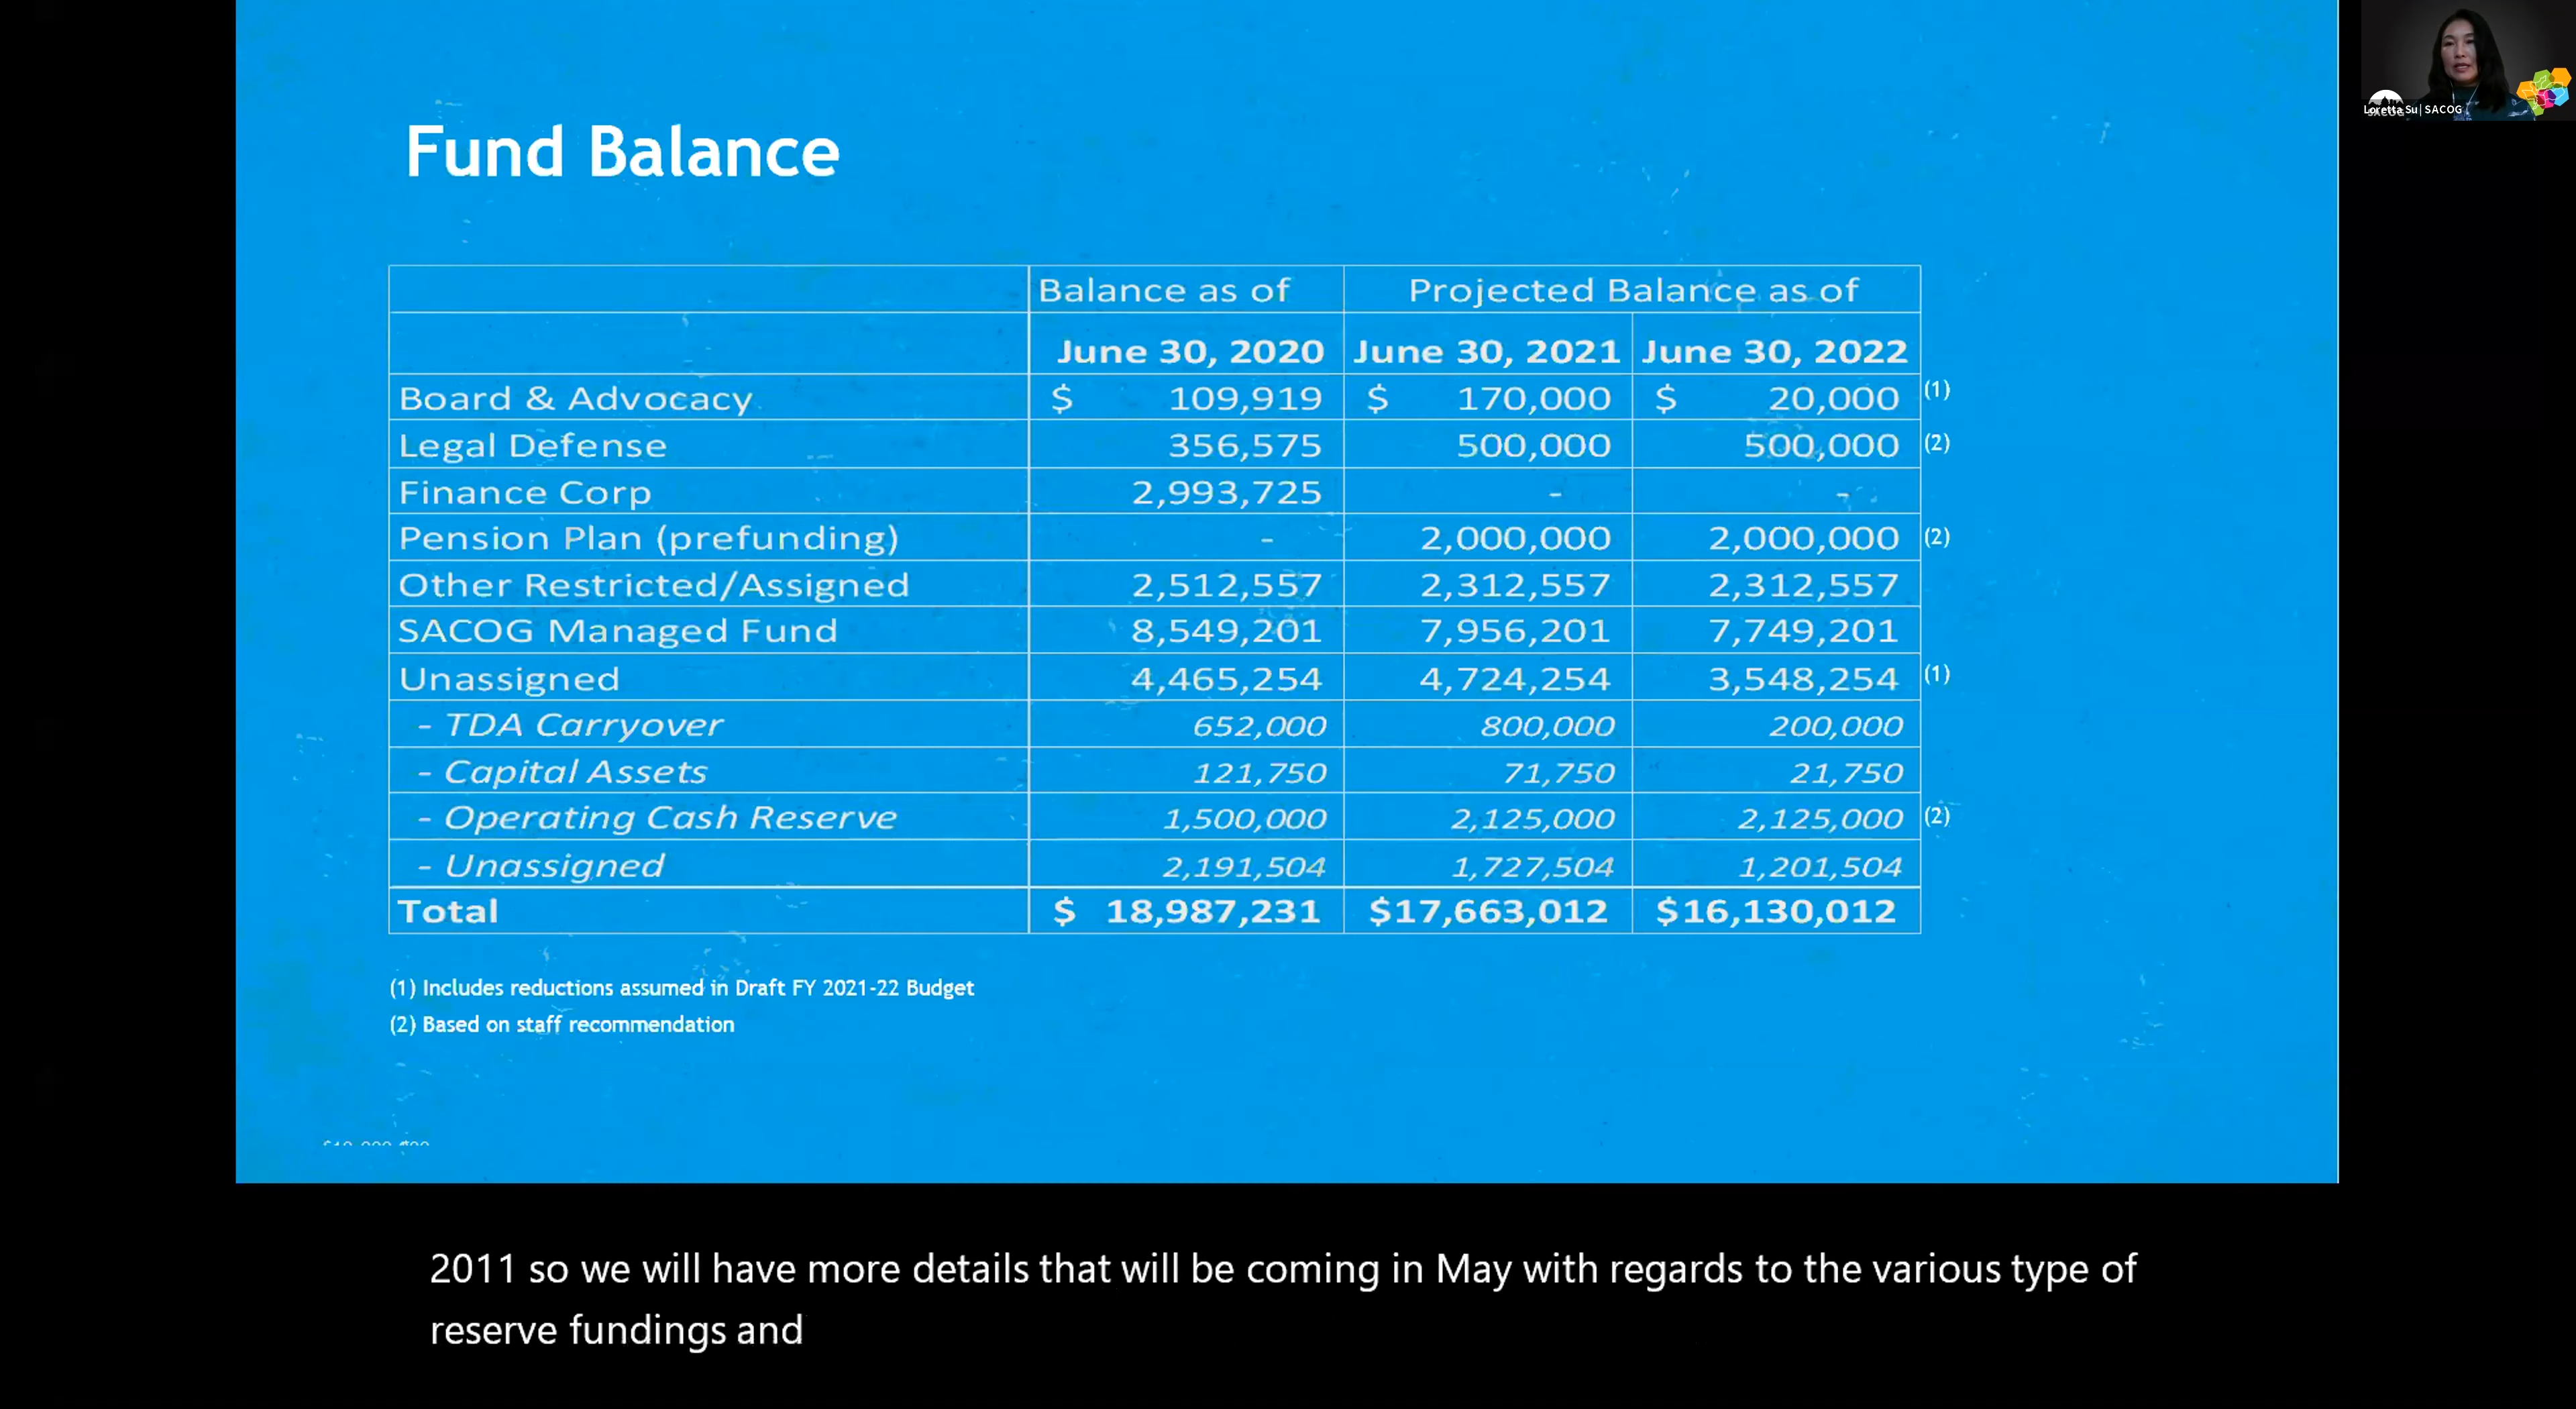 Loretta Su| SACOG
Fund Balance
Balance as of Projected Balance as of
June 30, 2020 June 30, 2021 June 30, 2022
Board & Advocacy $ 109,919 $ 170,000 $ 20,000 (1)
Legal Defense 356,575 500,000 500,000 (2)
Finance Corp 2,993,725 - -
Pension Plan (prefunding) - 2,000,000 2,000,000 (2)
Other Restricted/Assigned 2,512,557 2,312,557 2,312,557
SACOG Managed Fund 8,549,201 7,956,201 7,749,201
Unassigned 4,465,254 4,724,254 3,548,254 (1)
- TDA Carryover 652,000 800,000 200,000
- Capital Assets 121,750 71,750 21,750
- Operating Cash Reserve 1,500,000 2,125,000 2,125,000 (2)
- Unassigned 2,191,504 1,727,504 1,201,504
Total $ 18,987,231 $17,663,012 $16,130,012
(1) Includes reductions assumed in Draft FY 2021-22 Budget
(2) Based on staff recommendation
2011 so we will have more details that will be coming in May with regards to the various type of
reserve fundings and